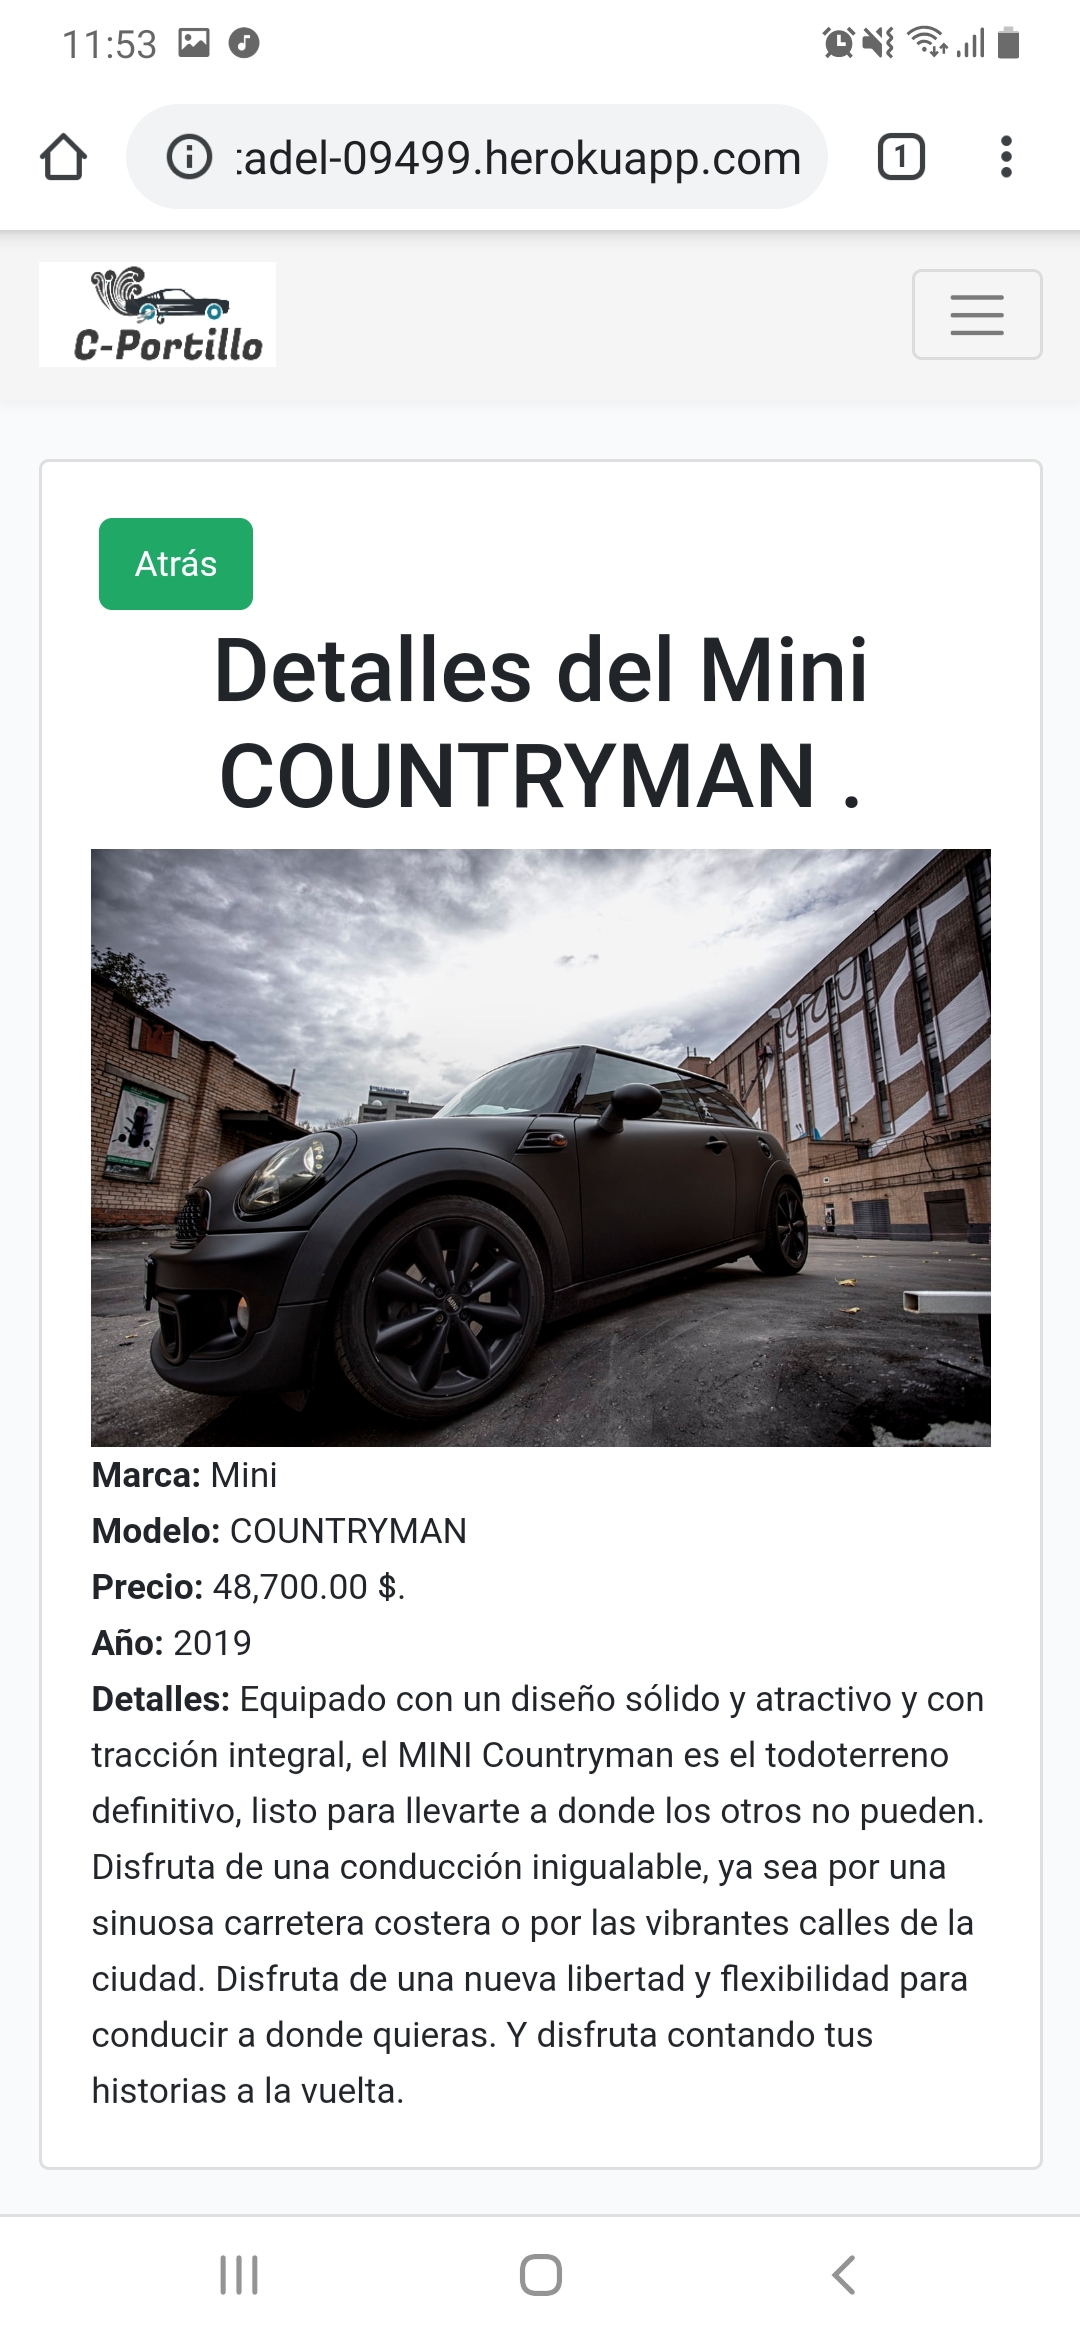 11:53
:adel-09499.herokuapp.com
1
C-Portillo
Atrás
Detalles del Mini
COUNTRYMAN .
MINI
Marca: Mini
Modelo: COUNTRYMAN
Precio: 48,700.00 $.
Año: 2019
Detalles: Equipado con un diseño sólido y atractivo y con
tracción integral, el MINI Countryman es el todoterreno
definitivo, listo para llevarte a donde los otros no pueden.
Disfruta de una conducción inigualable, ya sea por una
sinuosa carretera costera o por las vibrantes calles de la
ciudad. Disfruta de una nueva libertad y flexibilidad para
conducir a donde quieras. Y disfruta contando tus
historias a la vuelta.